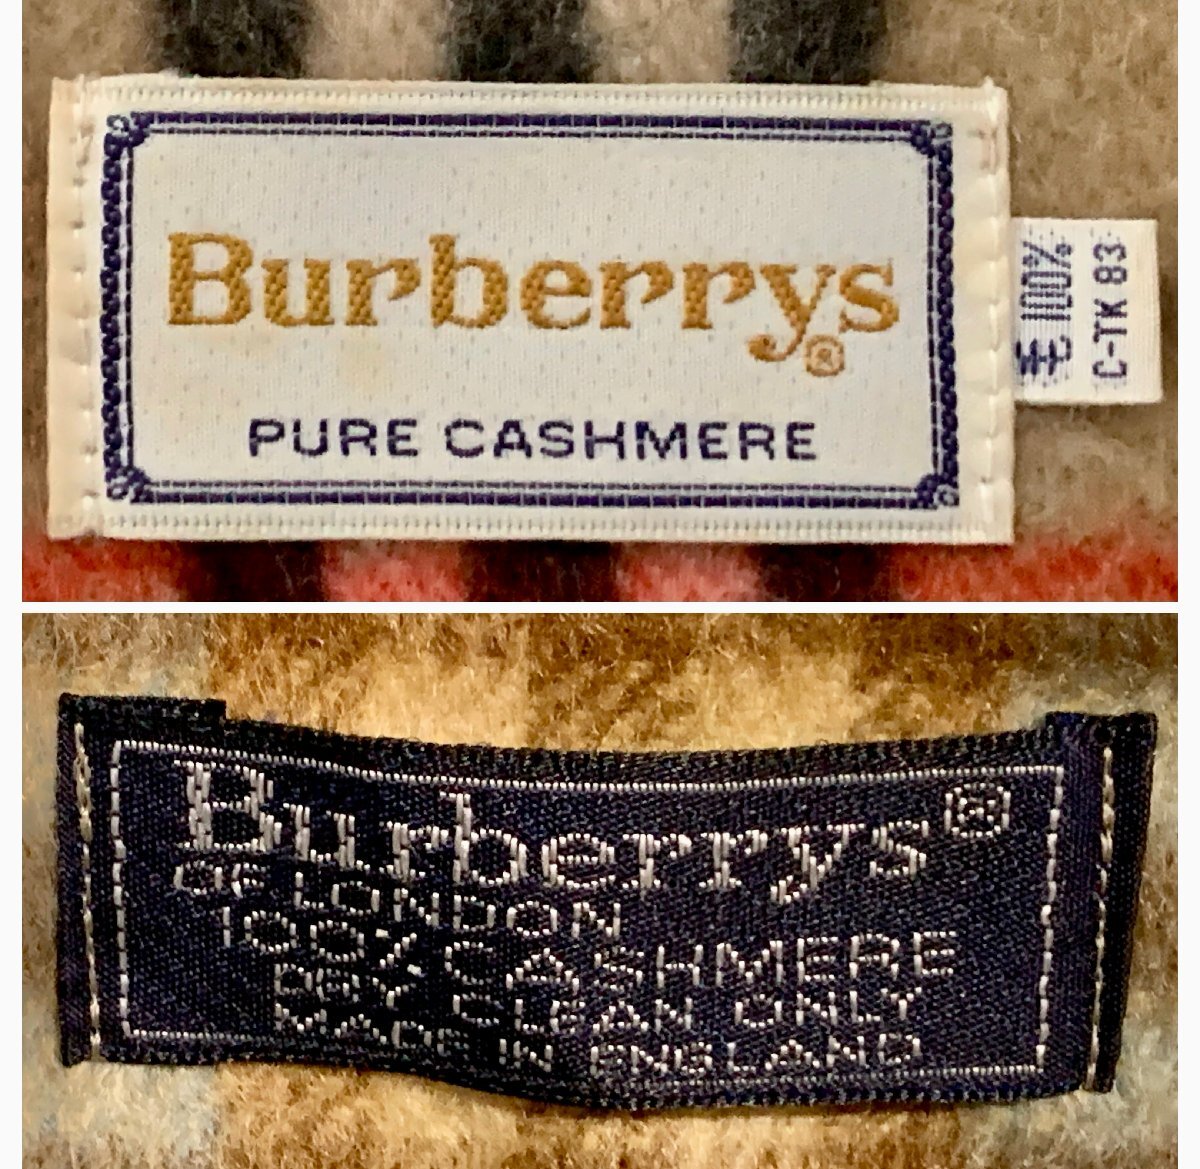 Burberrys®
PURE CASHMERE
毛 100%
C-TK 83
Burberrys®
OF LONDON
100% CASHMERE
DRY CLEAN ONLY
MADE IN ENGLAND